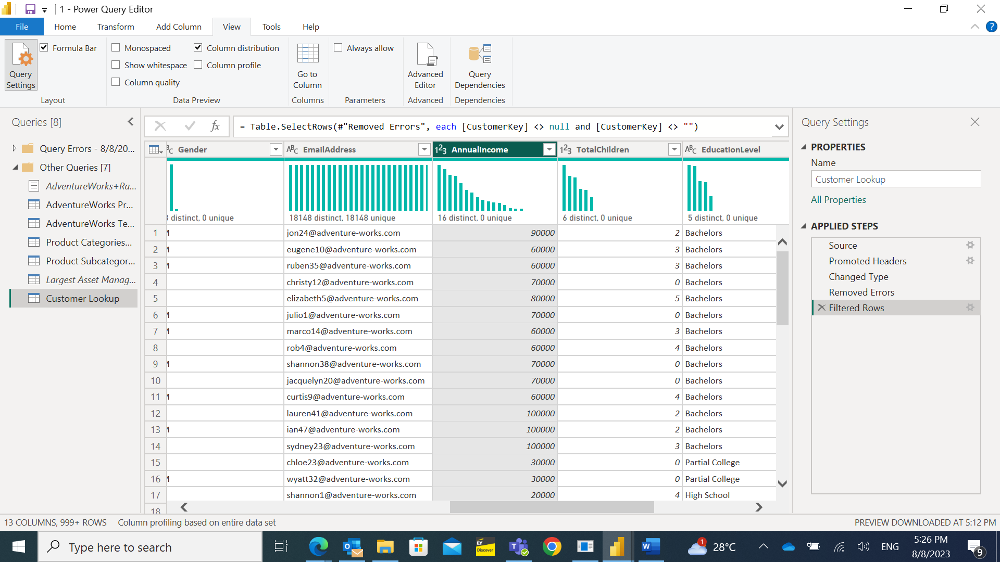 1 - Power Query Editor
File Home Transform Add Column View Tools Help
Query Settings
Formula Bar
Layout
Monospaced
Show whitespace
Column quality
Column distribution
Column profile
Data Preview
Go to Column
Columns
Always allow
Parameters
Advanced Editor
Advanced
Query Dependencies
Dependencies
Queries [8]
Query Errors - 8/8/20...
Other Queries [7]
AdventureWorks+Ra...
AdventureWorks Pr...
AdventureWorks Te...
Product Categories...
Product Subcategor...
Largest Asset Manag...
Customer Lookup
fx = Table.SelectRows(#"Removed Errors", each [CustomerKey] <> null and [CustomerKey] <> "")
Gender ABC EmailAddress 123 AnnualIncome 123 TotalChildren ABC EducationLevel
distinct, 0 unique 18148 distinct, 18148 unique 16 distinct, 0 unique 6 distinct, 0 unique 5 distinct, 0 unique
1 jon24@adventure-works.com 90000 2 Bachelors
2 eugene10@adventure-works.com 60000 3 Bachelors
3 ruben35@adventure-works.com 60000 3 Bachelors
4 christy12@adventure-works.com 70000 0 Bachelors
5 elizabeth5@adventure-works.com 80000 5 Bachelors
6 julio1@adventure-works.com 70000 0 Bachelors
7 marco14@adventure-works.com 60000 3 Bachelors
8 rob4@adventure-works.com 60000 4 Bachelors
9 shannon38@adventure-works.com 70000 0 Bachelors
10 jacquelyn20@adventure-works.com 70000 0 Bachelors
11 curtis9@adventure-works.com 60000 4 Bachelors
12 lauren41@adventure-works.com 100000 2 Bachelors
13 ian47@adventure-works.com 100000 2 Bachelors
14 sydney23@adventure-works.com 100000 3 Bachelors
15 chloe23@adventure-works.com 30000 0 Partial College
16 wyatt32@adventure-works.com 30000 0 Partial College
17 shannon1@adventure-works.com 20000 4 High School
18
Query Settings
PROPERTIES
Name
Customer Lookup
All Properties
APPLIED STEPS
Source
Promoted Headers
Changed Type
Removed Errors
Filtered Rows
13 COLUMNS, 999+ ROWS Column profiling based on entire data set PREVIEW DOWNLOADED AT 5:12 PM
Type here to search
EY
Discover
1
28°C
ENG
5:26 PM
8/8/2023
9